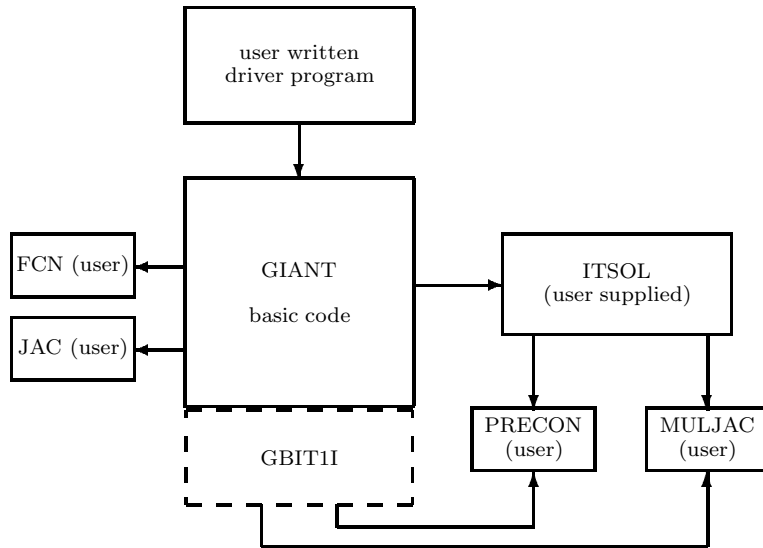 user written
driver program
FCN (user)
GIANT
ITSOL
(user supplied)
basic code
JAC (user)
PRECON
(user)
MULJAC
(user)
GBIT1I